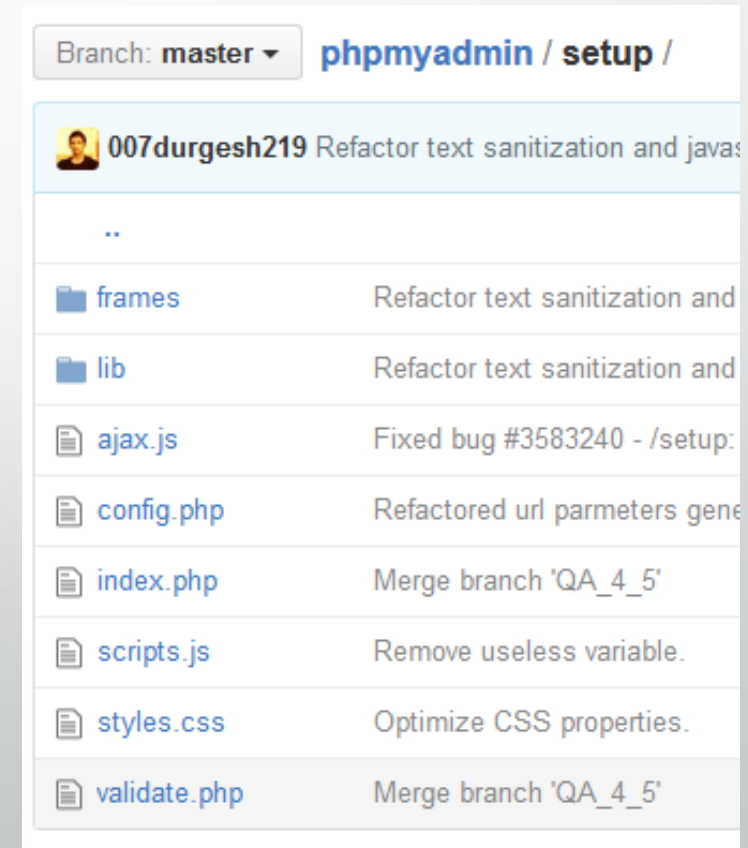 Branch: master phpmyadmin / setup /
007durgesh219 Refactor text sanitization and javas
..
frames Refactor text sanitization and
lib Refactor text sanitization and
ajax.js Fixed bug #3583240 - /setup:
config.php Refactored url parmeters gene
index.php Merge branch 'QA_4_5'
scripts.js Remove useless variable.
styles.css Optimize CSS properties.
validate.php Merge branch 'QA_4_5'